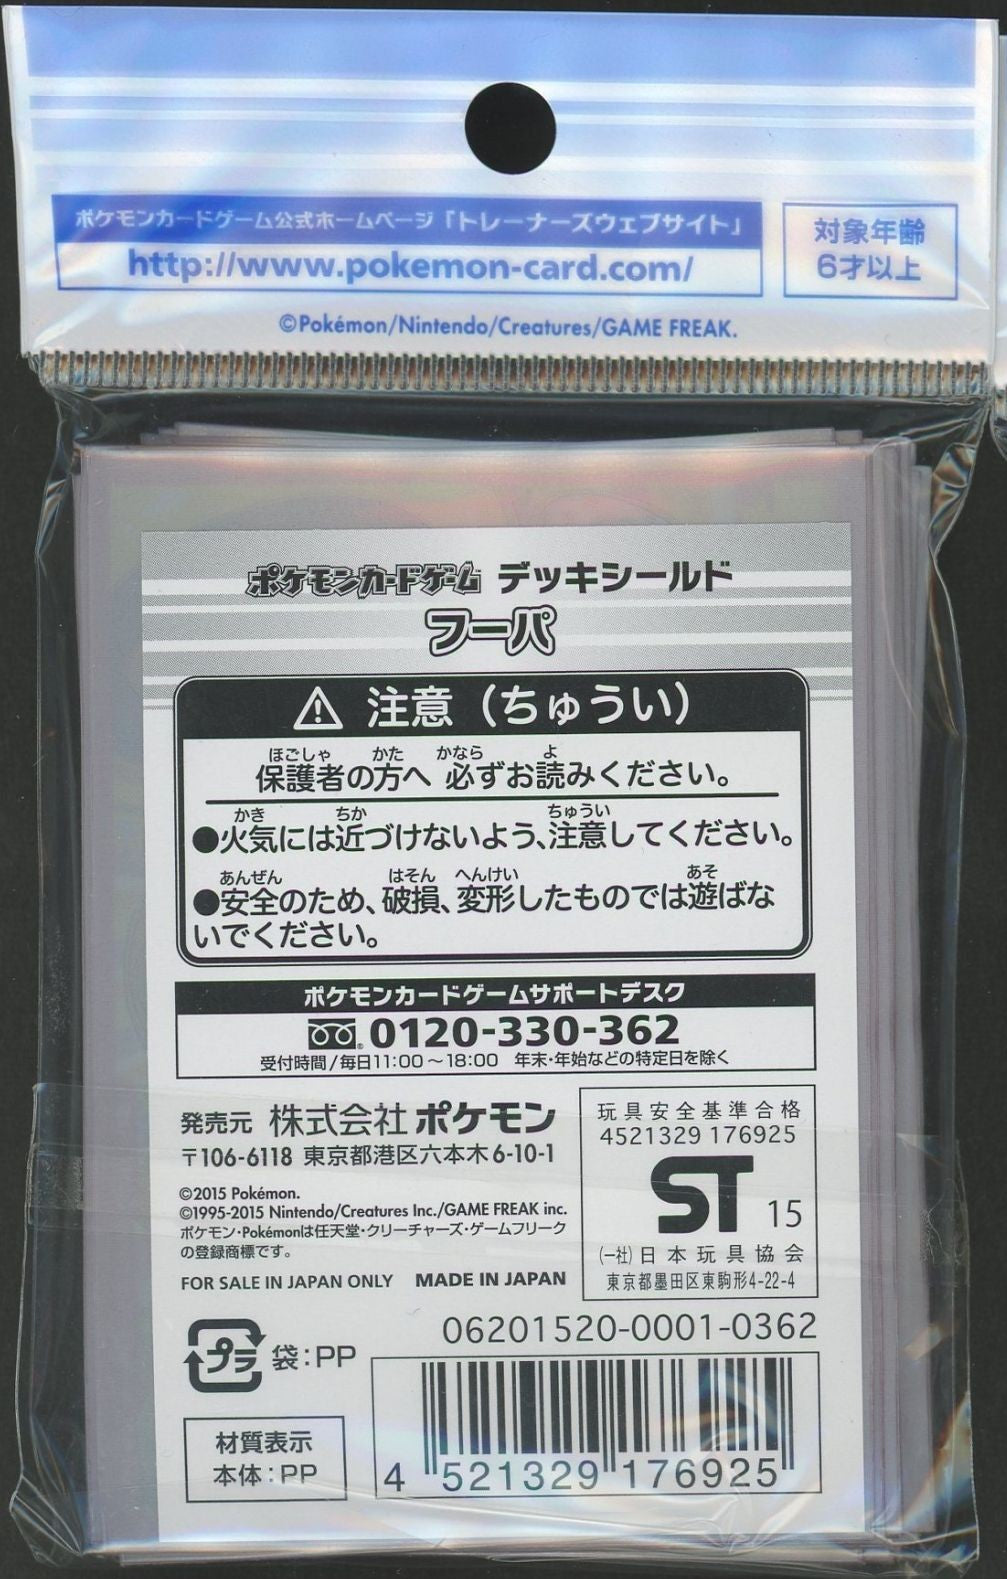 ポケモンカードゲーム公式ホームページ「トレーナーズウェブサイト」
http://www.pokemon-card.com/
対象年齢
6才以上
©Pokémon/Nintendo/Creatures/GAME FREAK.
ポケモンカードゲーム デッキシールド
フーパ
⚠ 注意（ちゅうい）
ほごしゃ かた かなら よ
保護者の方へ 必ずお読みください。
かき ちか ちゅうい
●火気には近づけないよう、注意してください。
あんぜん はそん へんけい あそ
●安全のため、破損、変形したものでは遊ばな
いでください。
ポケモンカードゲームサポートデスク
0120-330-362
受付時間/毎日11:00～18:00 年末・年始などの特定日を除く
発売元 株式会社 ポケモン
〒106-6118 東京都港区六本木6-10-1
©2015 Pokémon.
©1995-2015 Nintendo/Creatures Inc./GAME FREAK inc.
ポケモン・Pokémonは任天堂・クリーチャーズ・ゲームフリーク
の登録商標です。
FOR SALE IN JAPAN ONLY MADE IN JAPAN
玩具安全基準合格
4521329 176925
ST 15
(一社)日本玩具協会
東京都墨田区東駒形4-22-4
プラ 袋:PP
材質表示
本体:PP
06201520-0001-0362
4 521329 176925